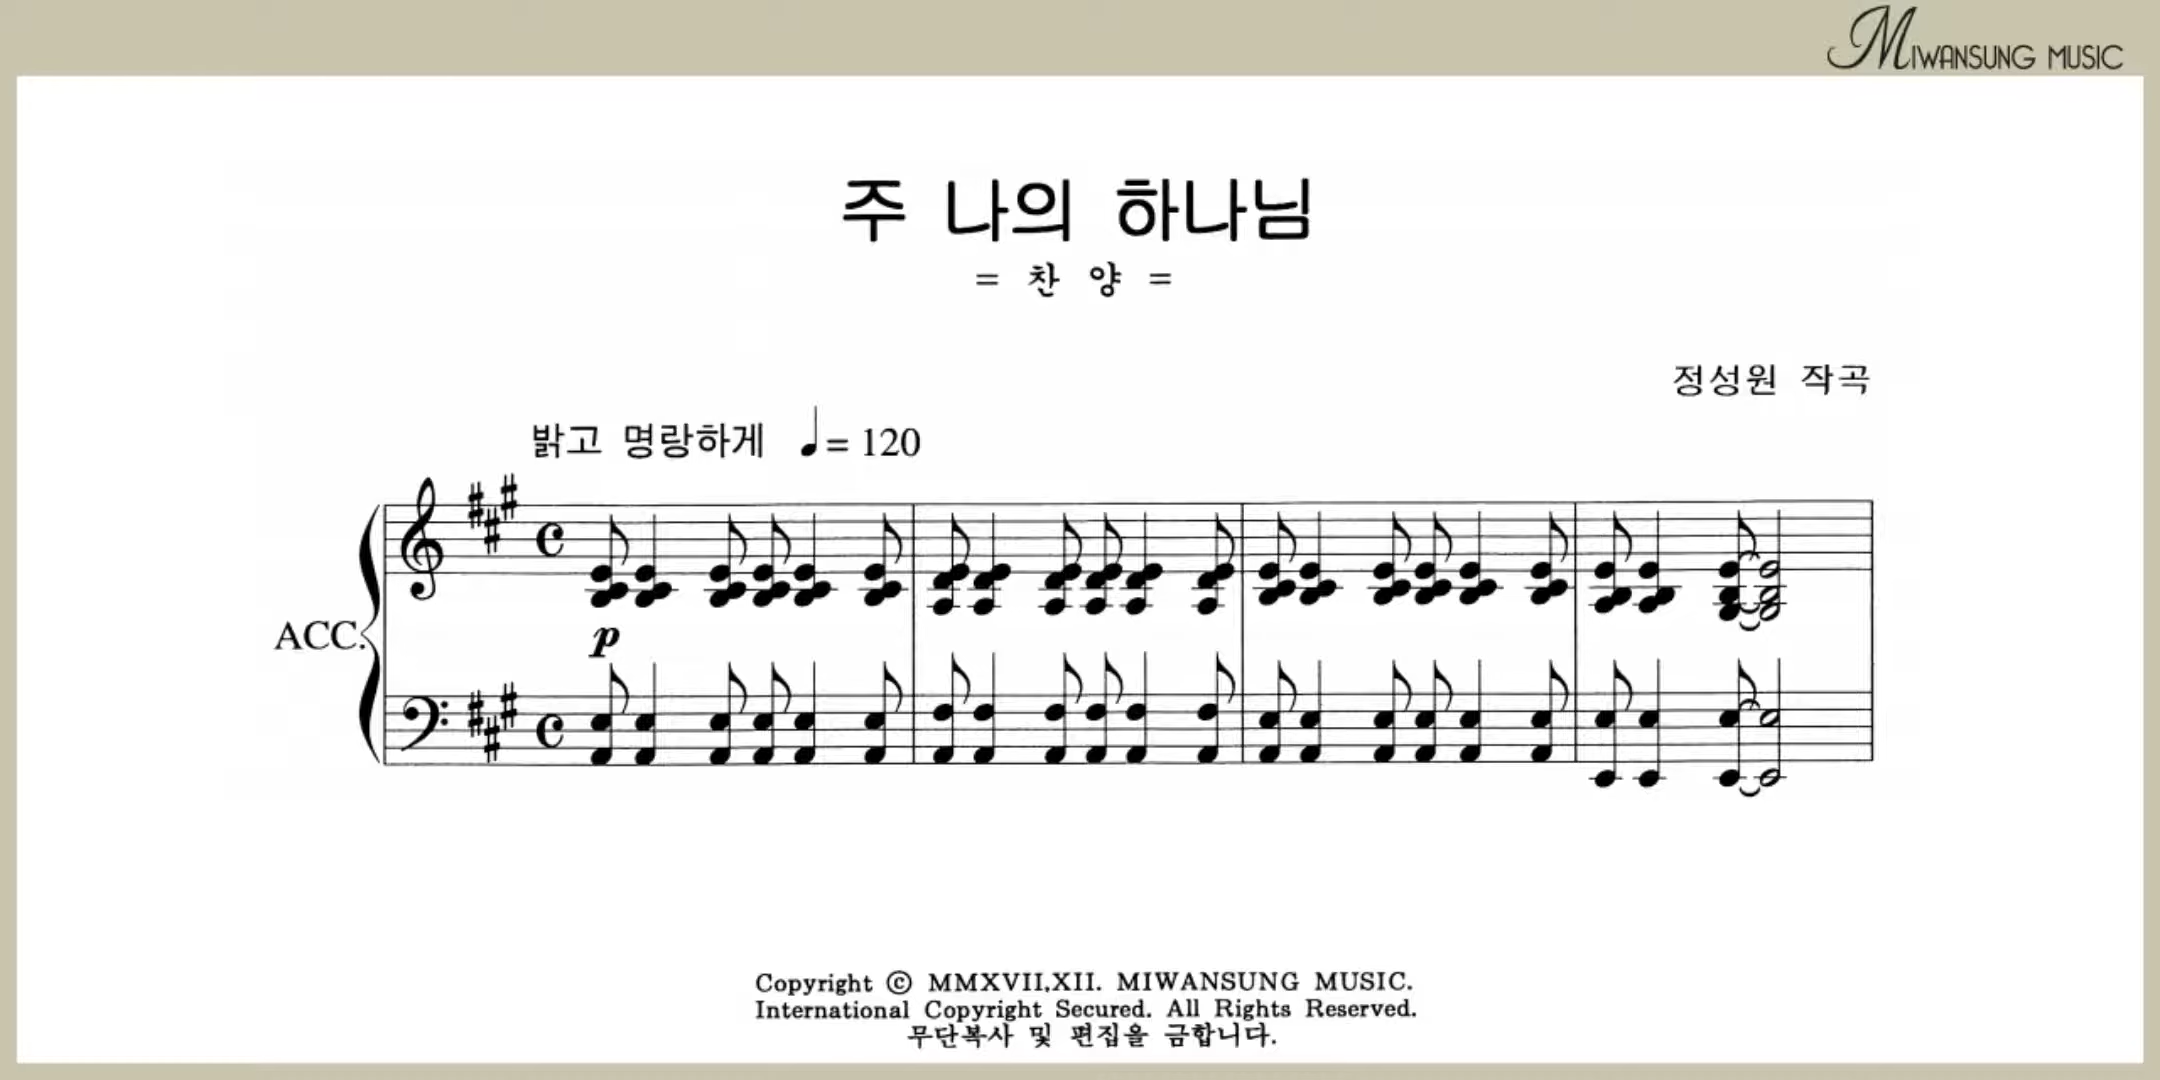 MIWANSUNG MUSIC
주 나의 하나님
= 찬 양 =
정성원 작곡
밝고 명랑하게 ♩= 120
ACC.
p
Copyright ⓒ MMXVII,XII. MIWANSUNG MUSIC.
International Copyright Secured. All Rights Reserved.
무단복사 및 편집을 금합니다.